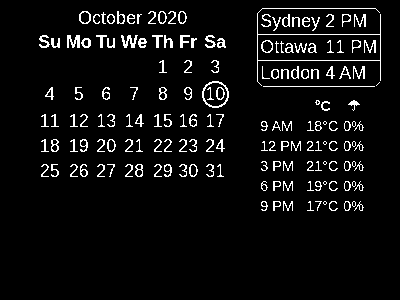 October 2020
Su Mo Tu We Th Fr Sa
1 2 3
4 5 6 7 8 9 10
11 12 13 14 15 16 17
18 19 20 21 22 23 24
25 26 27 28 29 30 31
Sydney 2 PM
Ottawa 11 PM
London 4 AM
°C
9 AM 18°C 0%
12 PM 21°C 0%
3 PM 21°C 0%
6 PM 19°C 0%
9 PM 17°C 0%